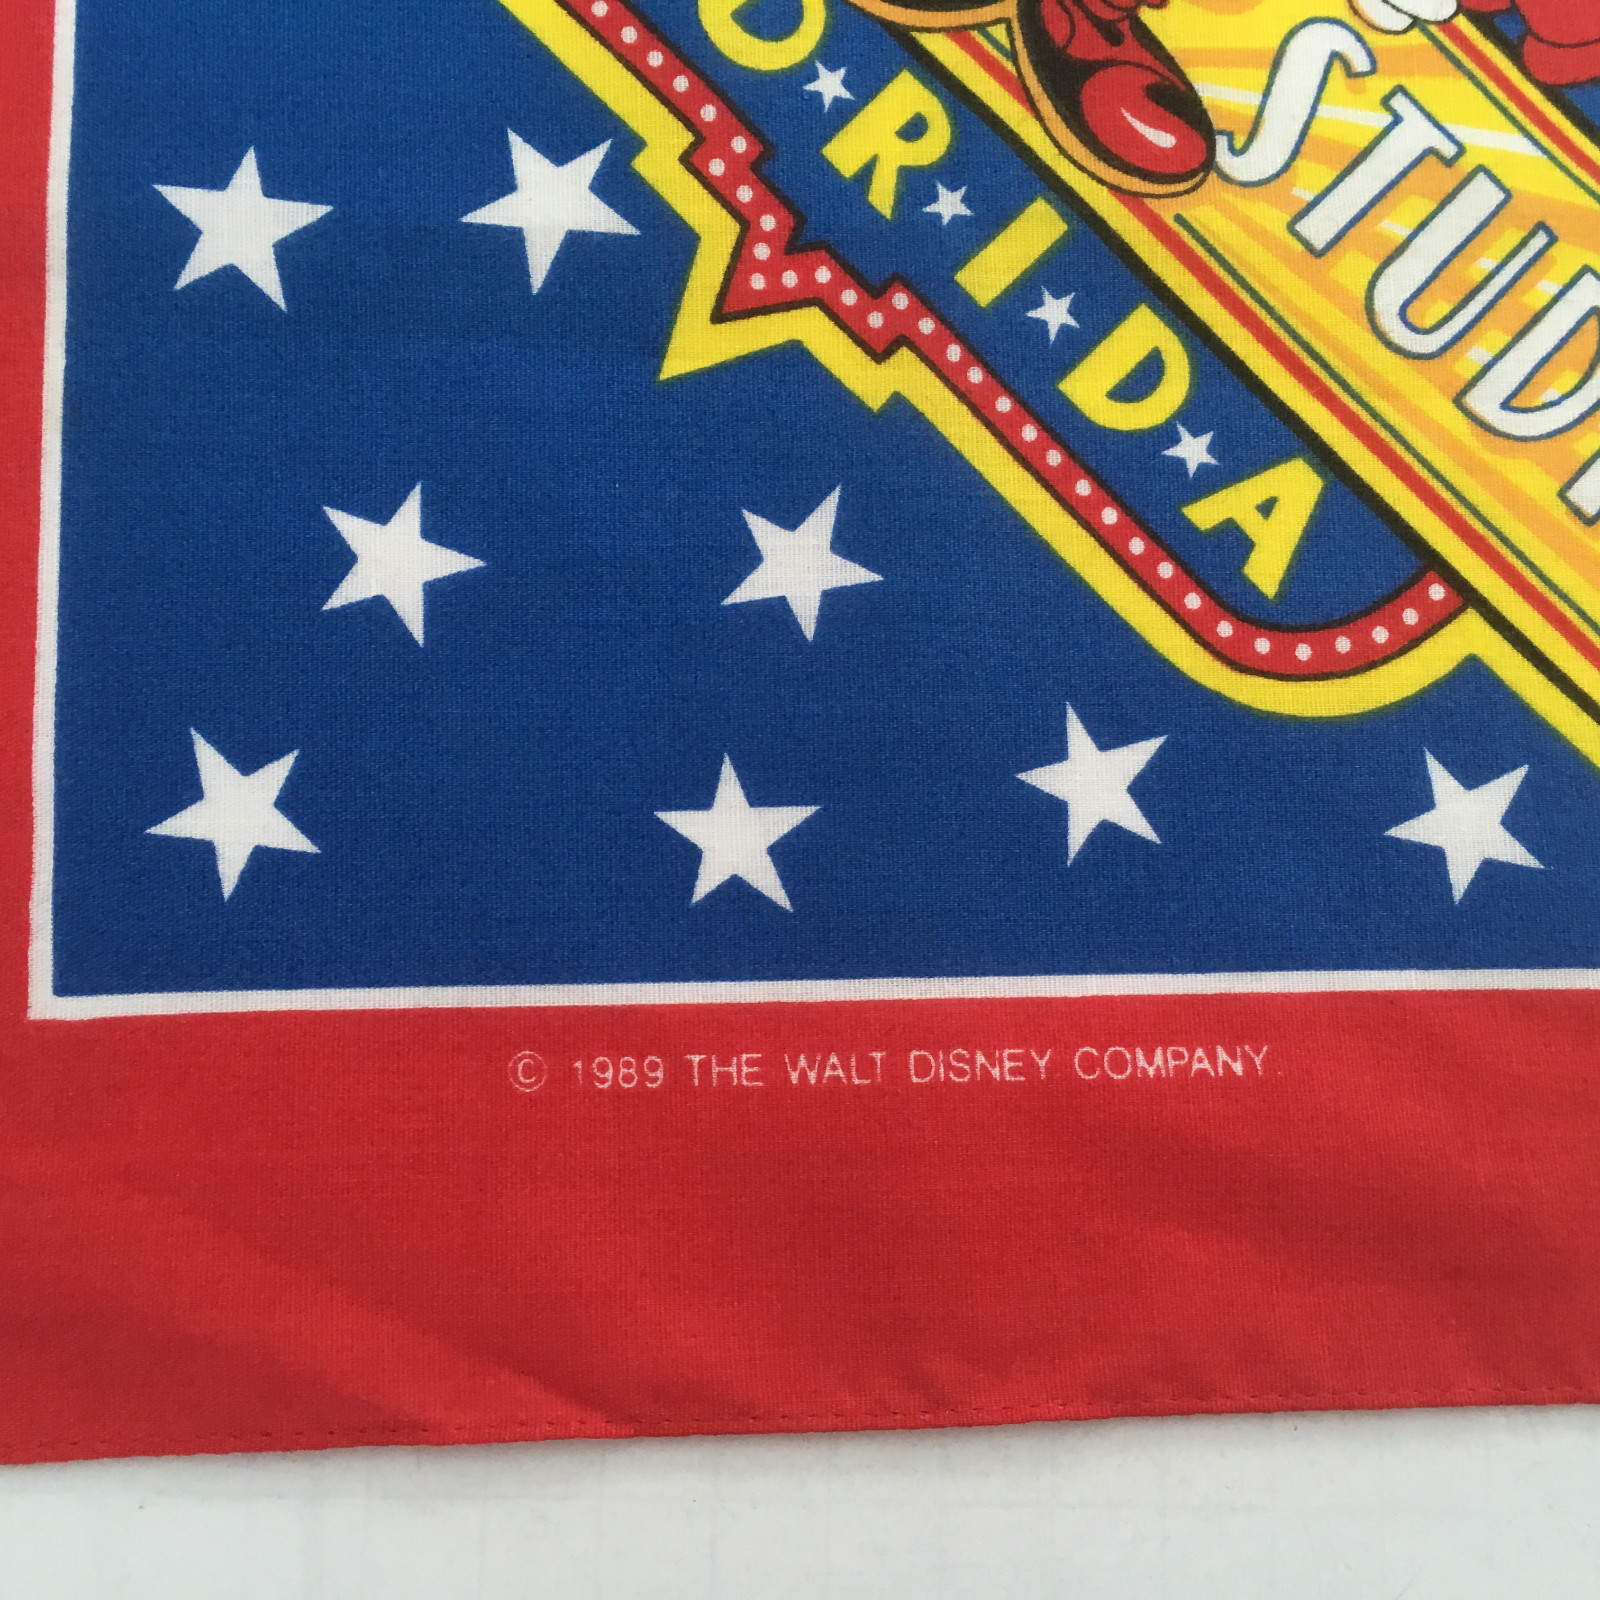 STUD
O★R★I★D★A
© 1989 THE WALT DISNEY COMPANY.